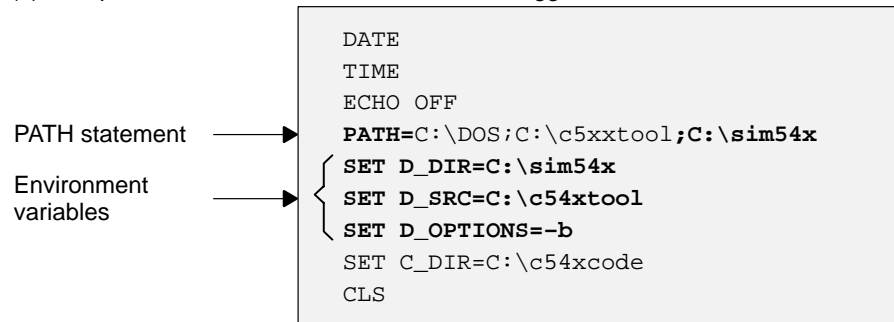 DATE
TIME
ECHO OFF
PATH statement
PATH=C:\DOS;C:\c5xxtool;C:\sim54x
Environment
variables
SET D_DIR=C:\sim54x
SET D_SRC=C:\c54xtool
SET D_OPTIONS=–b
SET C_DIR=C:\c54xcode
CLS